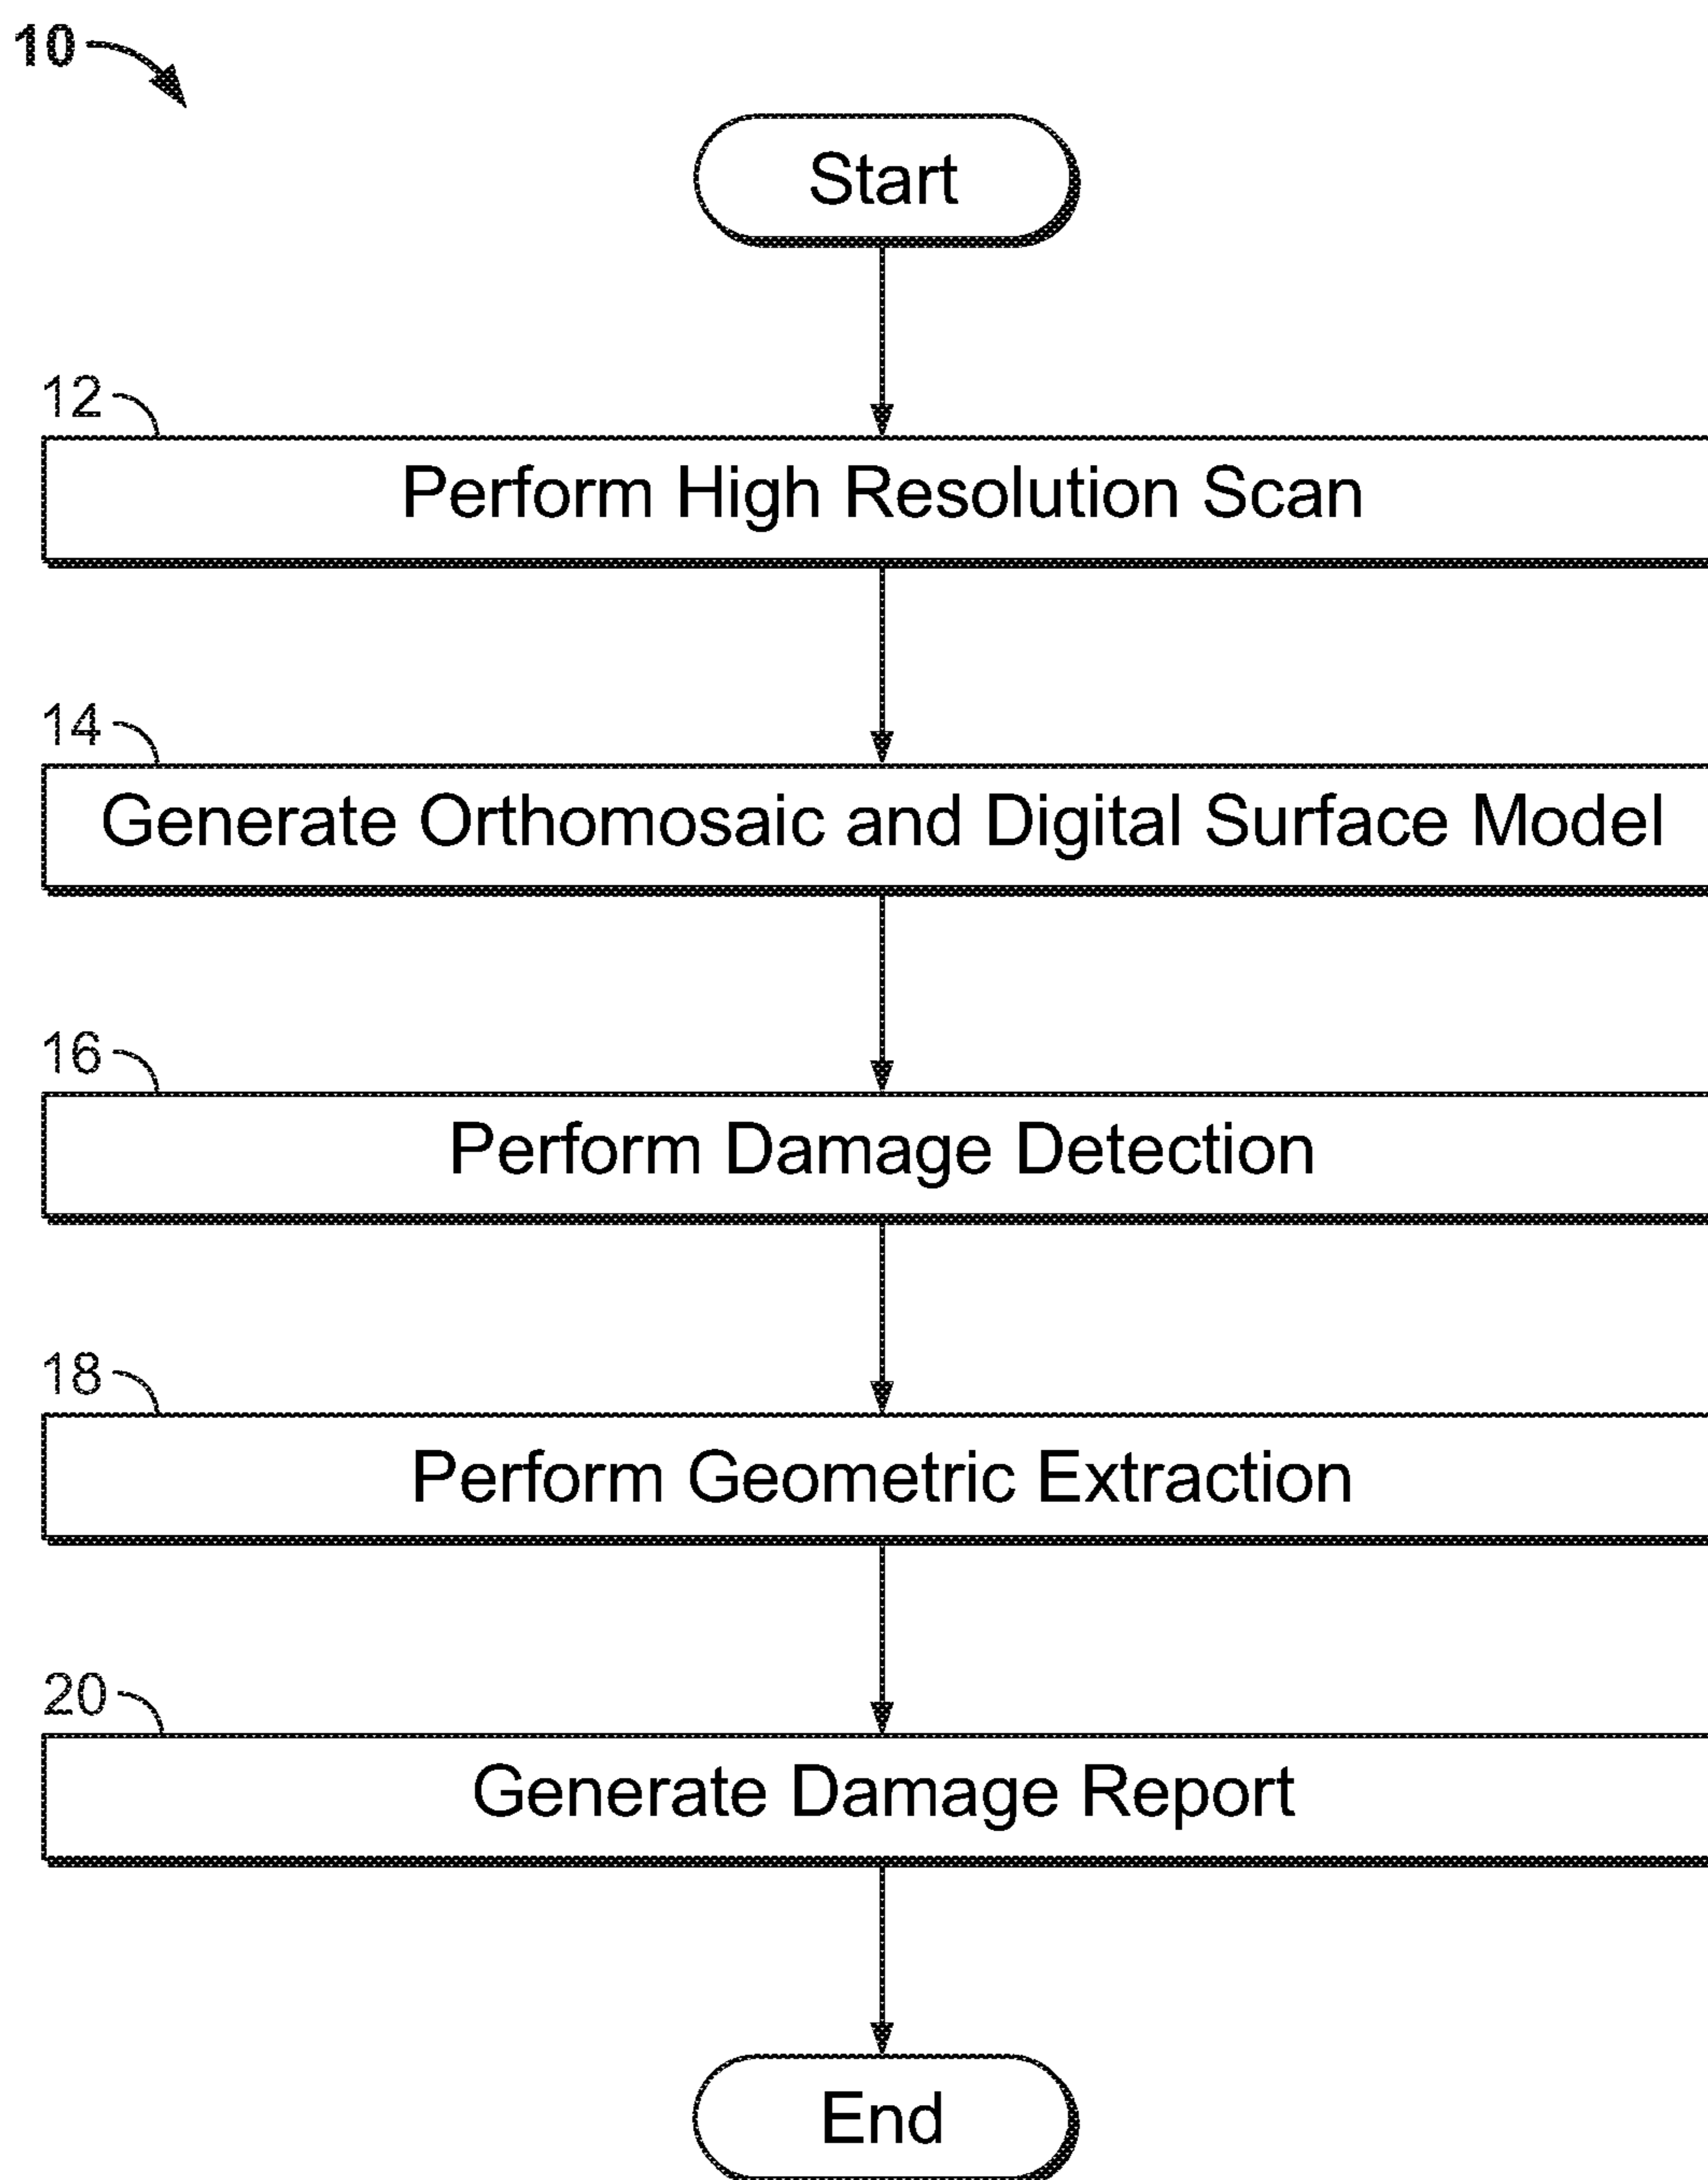 10
Start
12
Perform High Resolution Scan
14
Generate Orthomosaic and Digital Surface Model
16
Perform Damage Detection
18
Perform Geometric Extraction
20
Generate Damage Report
End